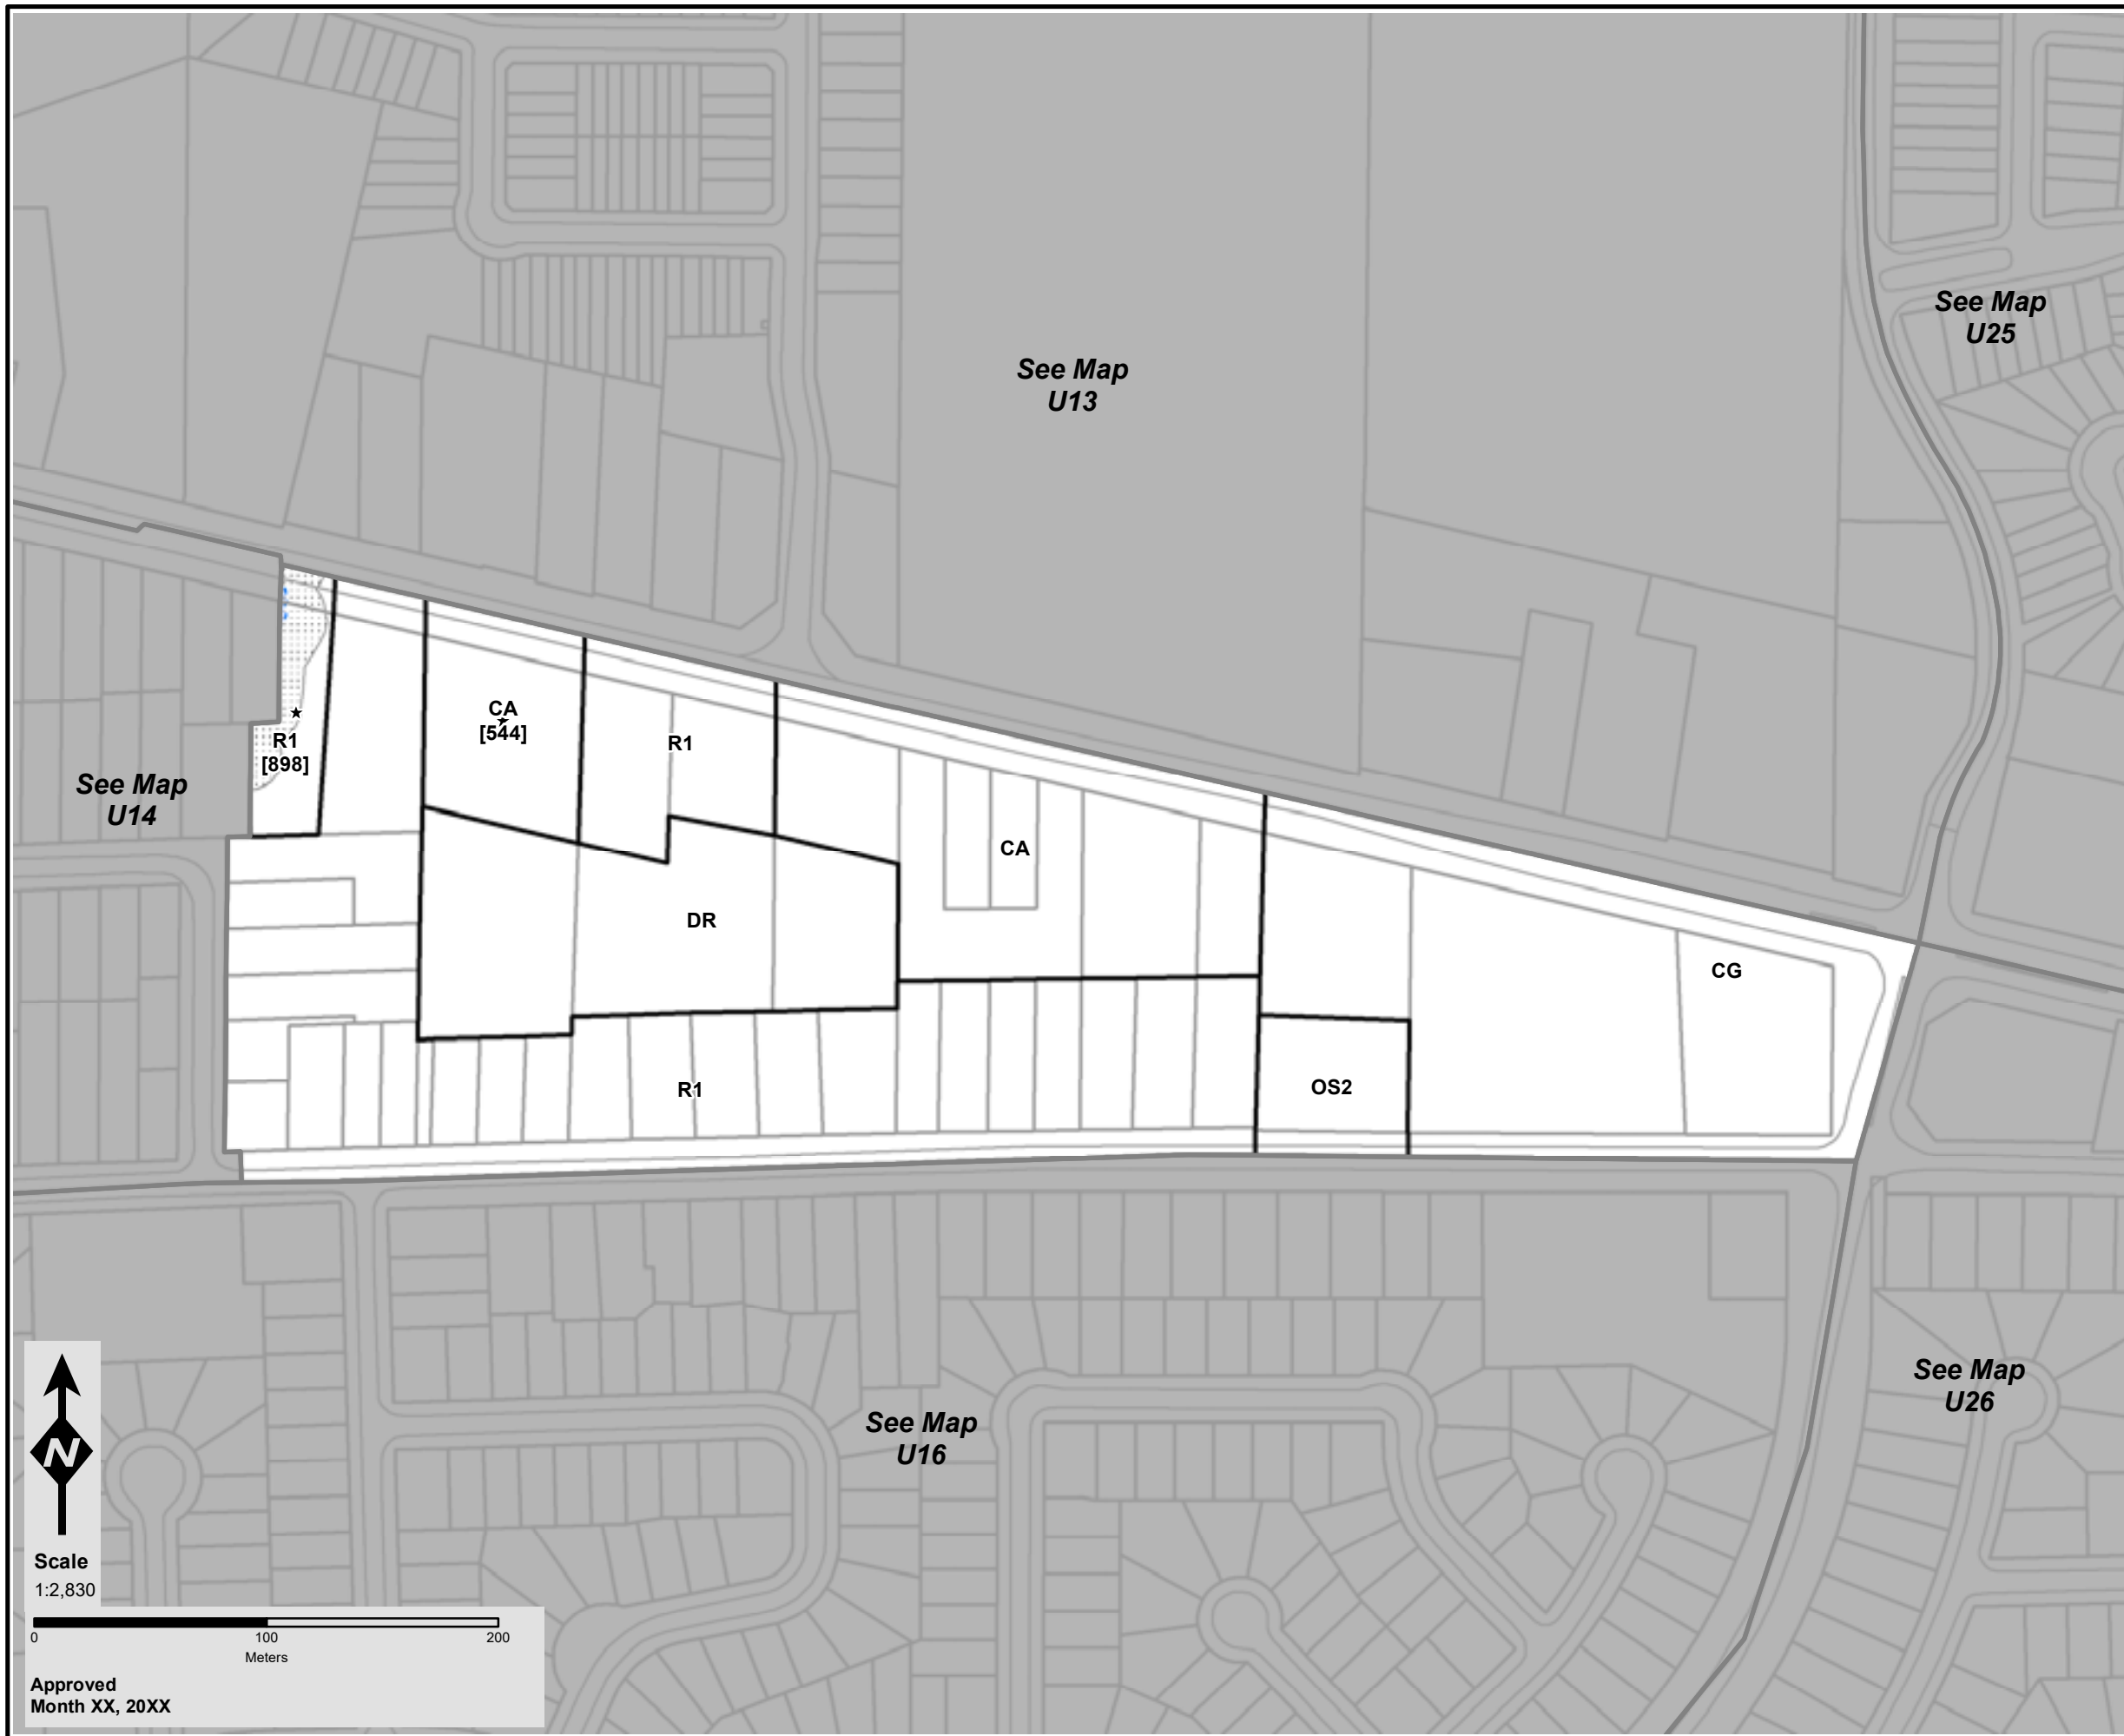 See Map
U25
See Map
U13
CA
[544]
R1
[898]
R1
See Map
U14
CA
DR
CG
R1
OS2
See Map
U26
See Map
U16
N
Scale
1:2,830
0
100
200
Meters
Approved
Month XX, 20XX